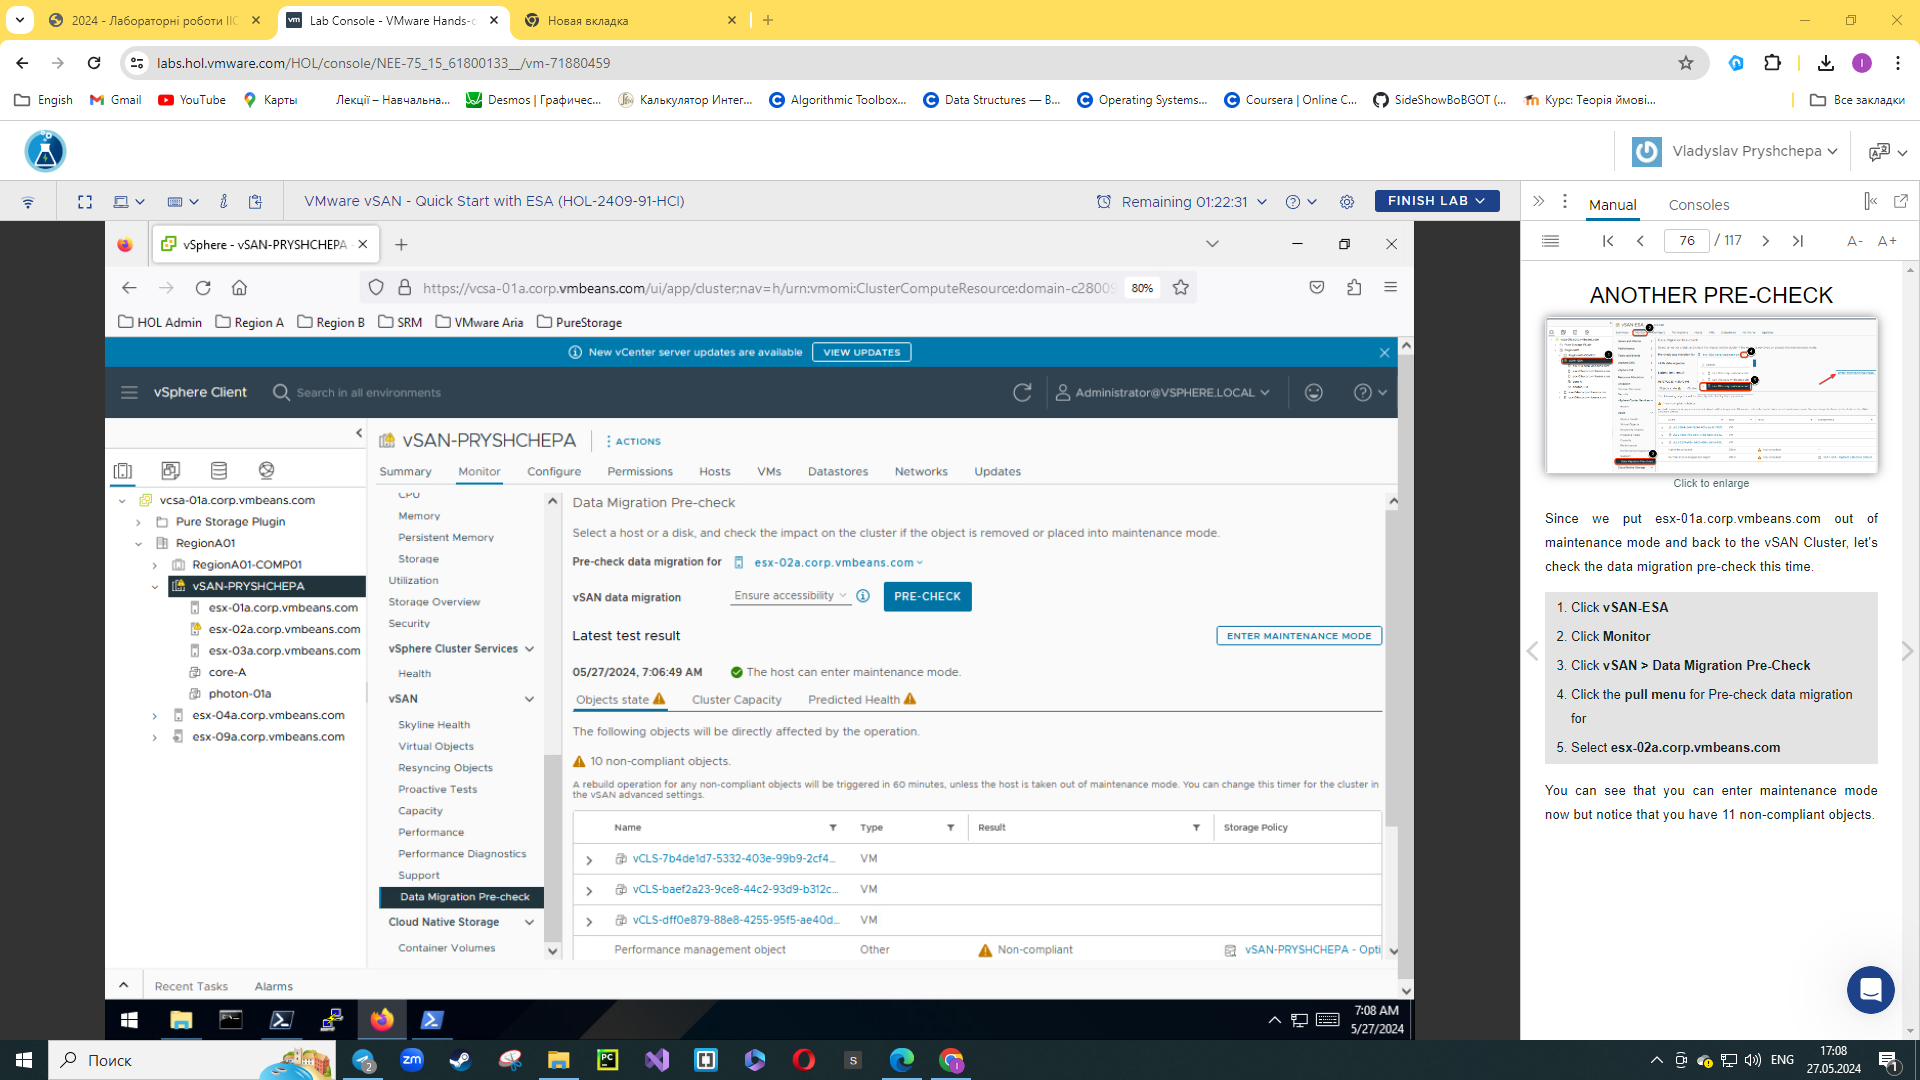 2024 - Лабораторні роботи ІІС
Lab Console - VMware Hands-o
Новая вкладка
labs.hol.vmware.com/HOL/console/NEE-75_15_61800133__/vm-71880459
Engish
Gmail
YouTube
Карты
Лекції – Навчальна...
Desmos | Графичес...
Калькулятор Интег...
Algorithmic Toolbox...
Data Structures — В...
Operating Systems...
Coursera | Online C...
SideShowBoBGOT (...
Курс: Теорія ймові...
Все закладки
Vladyslav Pryshchepa
VMware vSAN - Quick Start with ESA (HOL-2409-91-HCI)
Remaining 01:22:31
FINISH LAB
Manual
Consoles
76 / 117
A-
A+
vSphere - vSAN-PRYSHCHEPA
https://vcsa-01a.corp.vmbeans.com/ui/app/cluster;nav=h/urn:vmomi:ClusterComputeResource:domain-c28009
80%
HOL Admin
Region A
Region B
SRM
VMware Aria
PureStorage
New vCenter server updates are available
VIEW UPDATES
vSphere Client
Search in all environments
Administrator@VSPHERE.LOCAL
vcsa-01a.corp.vmbeans.com
Pure Storage Plugin
RegionA01
RegionA01-COMP01
vSAN-PRYSHCHEPA
esx-01a.corp.vmbeans.com
esx-02a.corp.vmbeans.com
esx-03a.corp.vmbeans.com
core-A
photon-01a
esx-04a.corp.vmbeans.com
esx-09a.corp.vmbeans.com
vSAN-PRYSHCHEPA
ACTIONS
Summary
Monitor
Configure
Permissions
Hosts
VMs
Datastores
Networks
Updates
CPU
Memory
Persistent Memory
Storage
Utilization
Storage Overview
Security
vSphere Cluster Services
Health
vSAN
Skyline Health
Virtual Objects
Resyncing Objects
Proactive Tests
Capacity
Performance
Performance Diagnostics
Support
Data Migration Pre-check
Cloud Native Storage
Container Volumes
Data Migration Pre-check
Select a host or a disk, and check the impact on the cluster if the object is removed or placed into maintenance mode.
Pre-check data migration for
esx-02a.corp.vmbeans.com
vSAN data migration
Ensure accessibility
PRE-CHECK
Latest test result
ENTER MAINTENANCE MODE
05/27/2024, 7:06:49 AM
The host can enter maintenance mode.
Objects state
Cluster Capacity
Predicted Health
The following objects will be directly affected by the operation.
10 non-compliant objects.
A rebuild operation for any non-compliant objects will be triggered in 60 minutes, unless the host is taken out of maintenance mode. You can change this timer for the cluster in
the vSAN advanced settings.
Name
Type
Result
Storage Policy
vCLS-7b4de1d7-5332-403e-99b9-2cf4...
VM
vCLS-baef2a23-9ce8-44c2-93d9-b312c...
VM
vCLS-dff0e879-88e8-4255-95f5-ae40d...
VM
Performance management object
Other
Non-compliant
vSAN-PRYSHCHEPA - Opti
Recent Tasks
Alarms
7:08 AM
5/27/2024
ANOTHER PRE-CHECK
Click to enlarge
Since we put esx-01a.corp.vmbeans.com out of
maintenance mode and back to the vSAN Cluster, let's
check the data migration pre-check this time.
1. Click vSAN-ESA
2. Click Monitor
3. Click vSAN > Data Migration Pre-Check
4. Click the pull menu for Pre-check data migration
for
5. Select esx-02a.corp.vmbeans.com
You can see that you can enter maintenance mode
now but notice that you have 11 non-compliant objects.
Поиск
ENG
17:08
27.05.2024